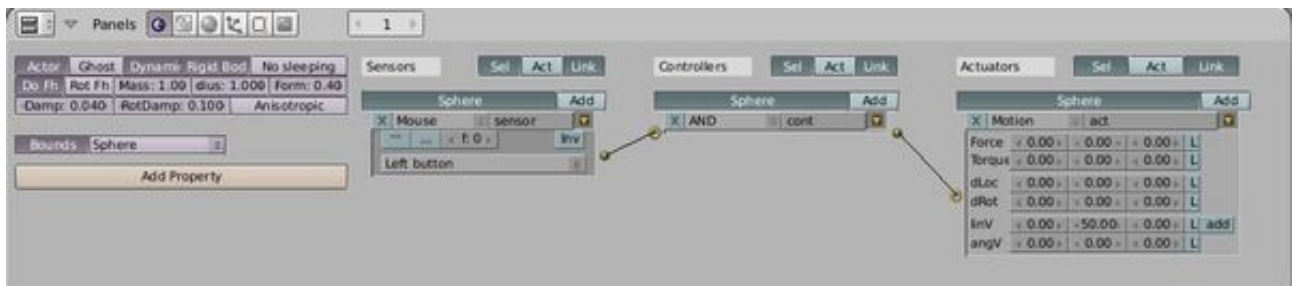 Panels 1
Actor Ghost Dynami Rigid Bod No sleeping
Do Fh Rot Fh Mass: 1.00 dius: 1.000 Form: 0.40
Damp: 0.040 RotDamp: 0.100 Anisotropic
Bounds Sphere
Add Property
Sensors Sel Act Link
Sphere Add
X Mouse sensor
f: 0 Inv
Left button
Controllers Sel Act Link
Sphere Add
X AND cont
Actuators Sel Act Link
Sphere Add
X Motion act
Force 0.00 0.00 0.00 L
Torque 0.00 0.00 0.00 L
dLoc 0.00 0.00 0.00 L
dRot 0.00 0.00 0.00 L
linV 0.00 -50.00 0.00 L add
angV 0.00 0.00 0.00 L